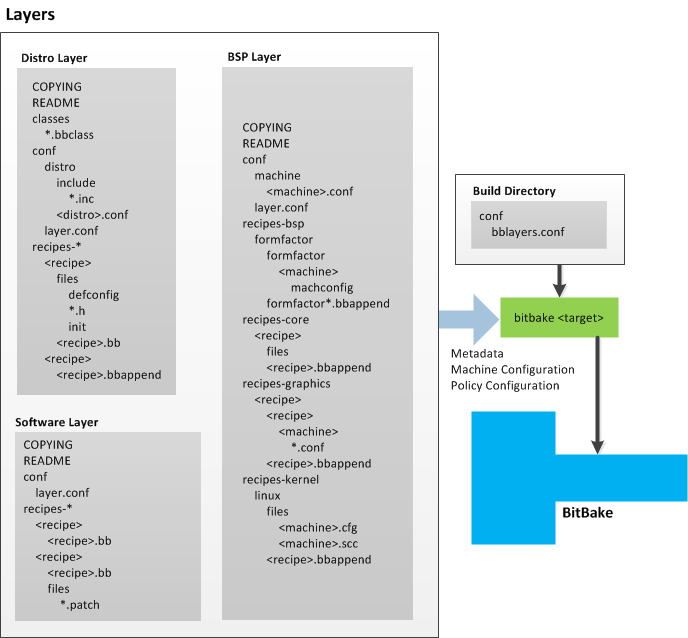 Layers
Distro Layer
COPYING
README
classes
*.bbclass
conf
distro
include
*.inc
<distro>.conf
layer.conf
recipes-*
<recipe>
files
defconfig
*.h
init
<recipe>.bb
<recipe>
<recipe>.bbappend
Software Layer
COPYING
README
conf
layer.conf
recipes-*
<recipe>
<recipe>.bb
<recipe>
<recipe>.bb
files
*.patch
BSP Layer
COPYING
README
conf
machine
<machine>.conf
layer.conf
recipes-bsp
formfactor
formfactor
<machine>
machconfig
formfactor*.bbappend
recipes-core
<recipe>
files
<recipe>.bbappend
recipes-graphics
<recipe>
<recipe>
<machine>
*.conf
<recipe>.bbappend
recipes-kernel
linux
files
<machine>.cfg
<machine>.scc
<recipe>.bbappend
Build Directory
conf
bblayers.conf
bitbake <target>
Metadata
Machine Configuration
Policy Configuration
BitBake